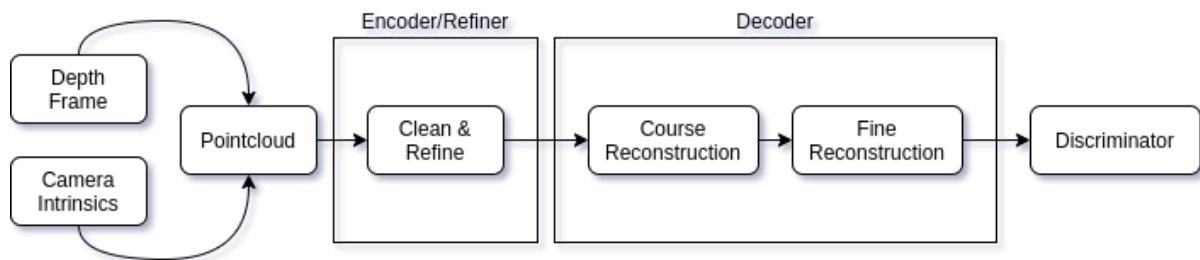 Encoder/Refiner
Decoder
Depth
Frame
Camera
Intrinsics
Pointcloud
Clean &
Refine
Course
Reconstruction
Fine
Reconstruction
Discriminator